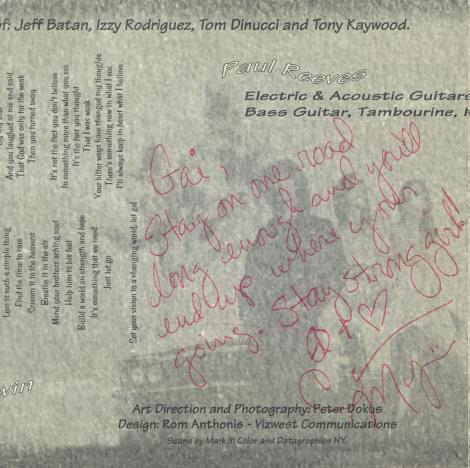 of: Jeff Batan, Izzy Rodriguez, Tom Dinucci and Tony Kaywood.
Paul Reeves
Electric & Acoustic Guitars
Bass Guitar, Tambourine,
And you laughed at me and said
That God was only for the weak
Then you turned away
It's not the fact you don't believe
In something more than what you see
It's the fact you thought
That I was weak
Your bitter ways have changed my thoughts
There's something new in what I see
I'll always keep in heart what I believe
Love is such a simple thing
Find the time to care
Scream it to the heavens
Breathe it in the air
Mend your brothers aching soul
Help him to his feet
Build a world on strength and hope
It's something that we need
Just let go
Set your vision to a changing world, let go!
Gai,
Stay on one road
long enough and you'll
end up where you're
going. Stay Strong girl!
win
Art Direction and Photography: Peter Dokus
Design: Rom Anthonis - Vizwest Communications
Scans by Mark III Color and Datagraphics NY.